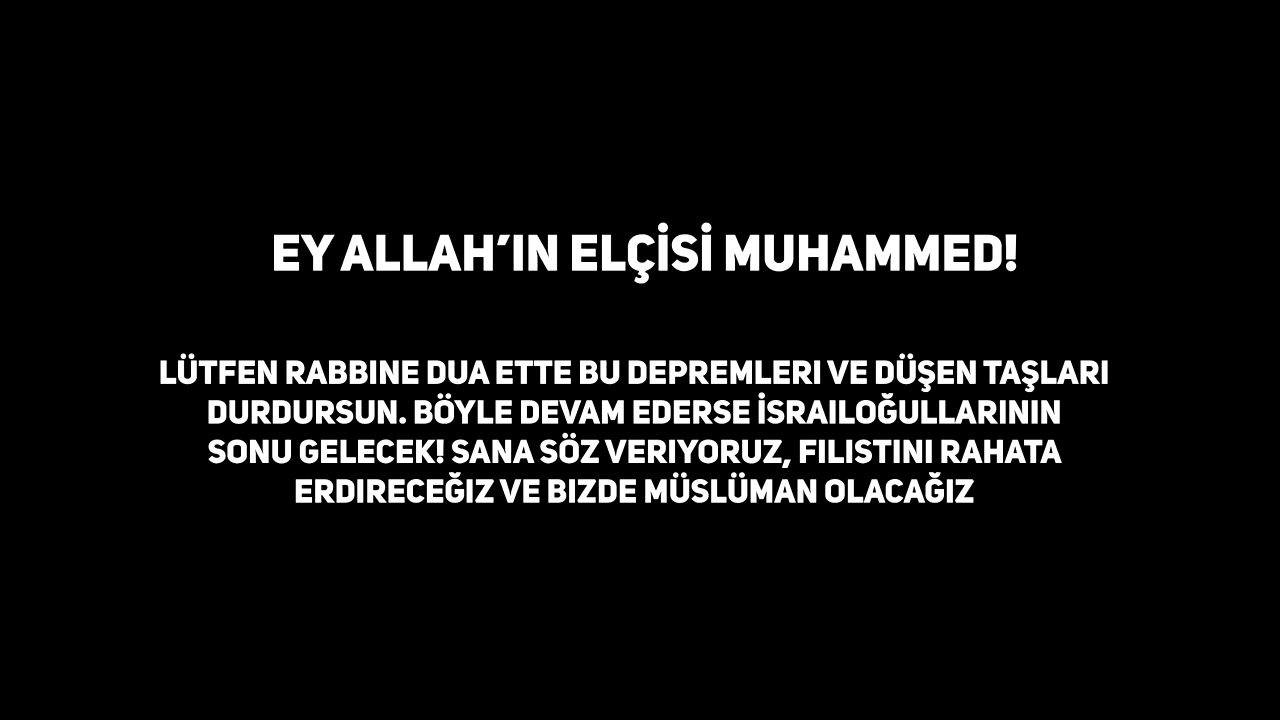 EY ALLAH’IN ELÇİSİ MUHAMMED!
LÜTFEN RABBINE DUA ETTE BU DEPREMLERI VE DÜŞEN TAŞLARI
DURDURSUN. BÖYLE DEVAM EDERSE İSRAILOĞULLARININ
SONU GELECEK! SANA SÖZ VERIYORUZ, FILISTINI RAHATA
ERDIRECEĞIZ VE BIZDE MÜSLÜMAN OLACAĞIZ